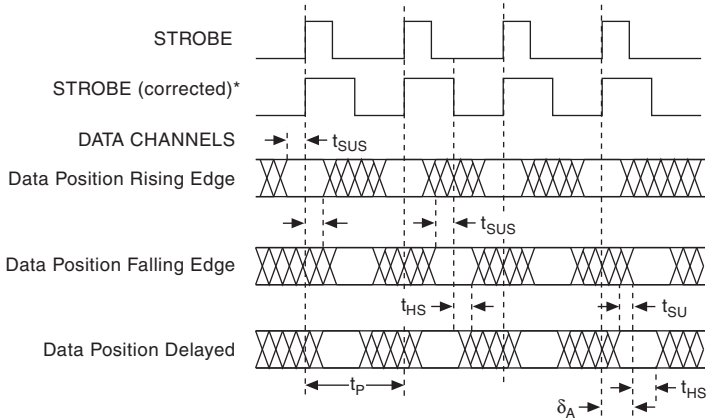 STROBE
STROBE (corrected)*
DATA CHANNELS
tSUS
Data Position Rising Edge
tSUS
Data Position Falling Edge
tHS
tSU
Data Position Delayed
tP
tHS
δA